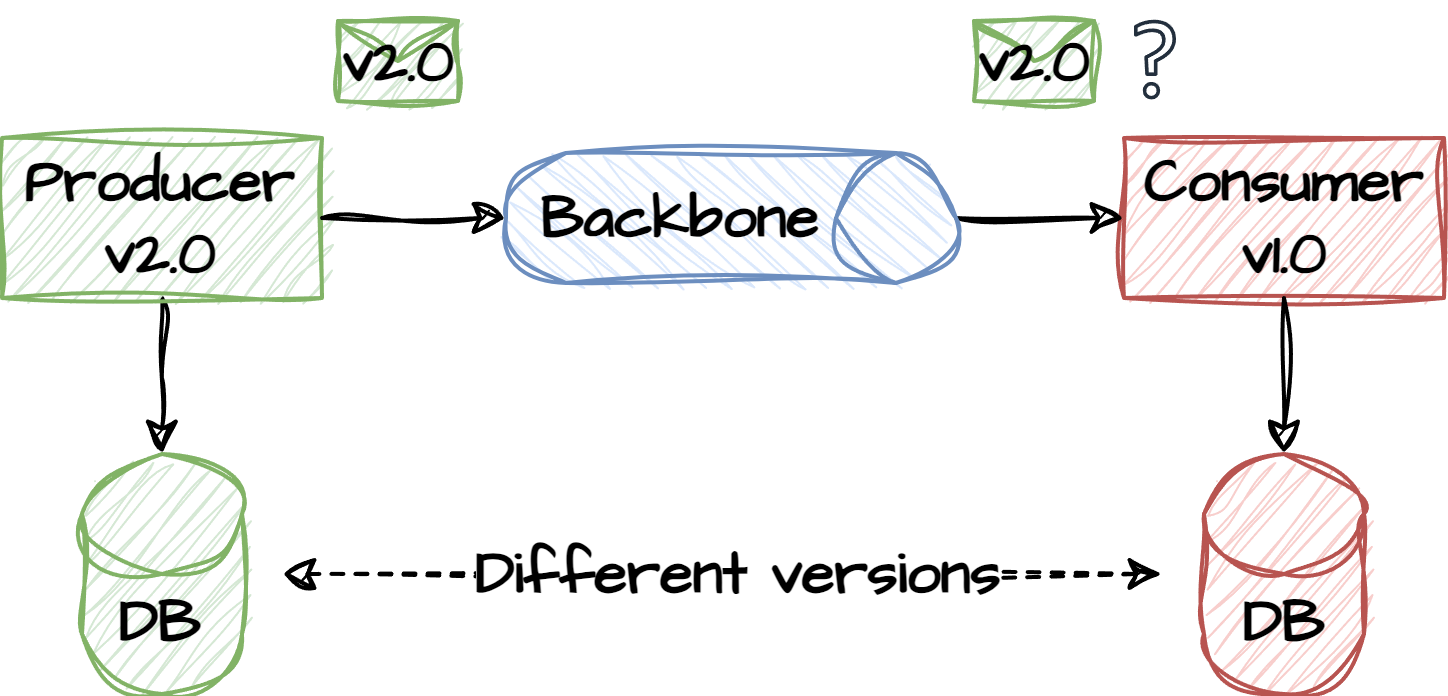 v2.0
v2.0 ?
Producer
v2.0
Backbone
Consumer
v1.0
Different versions
DB
DB